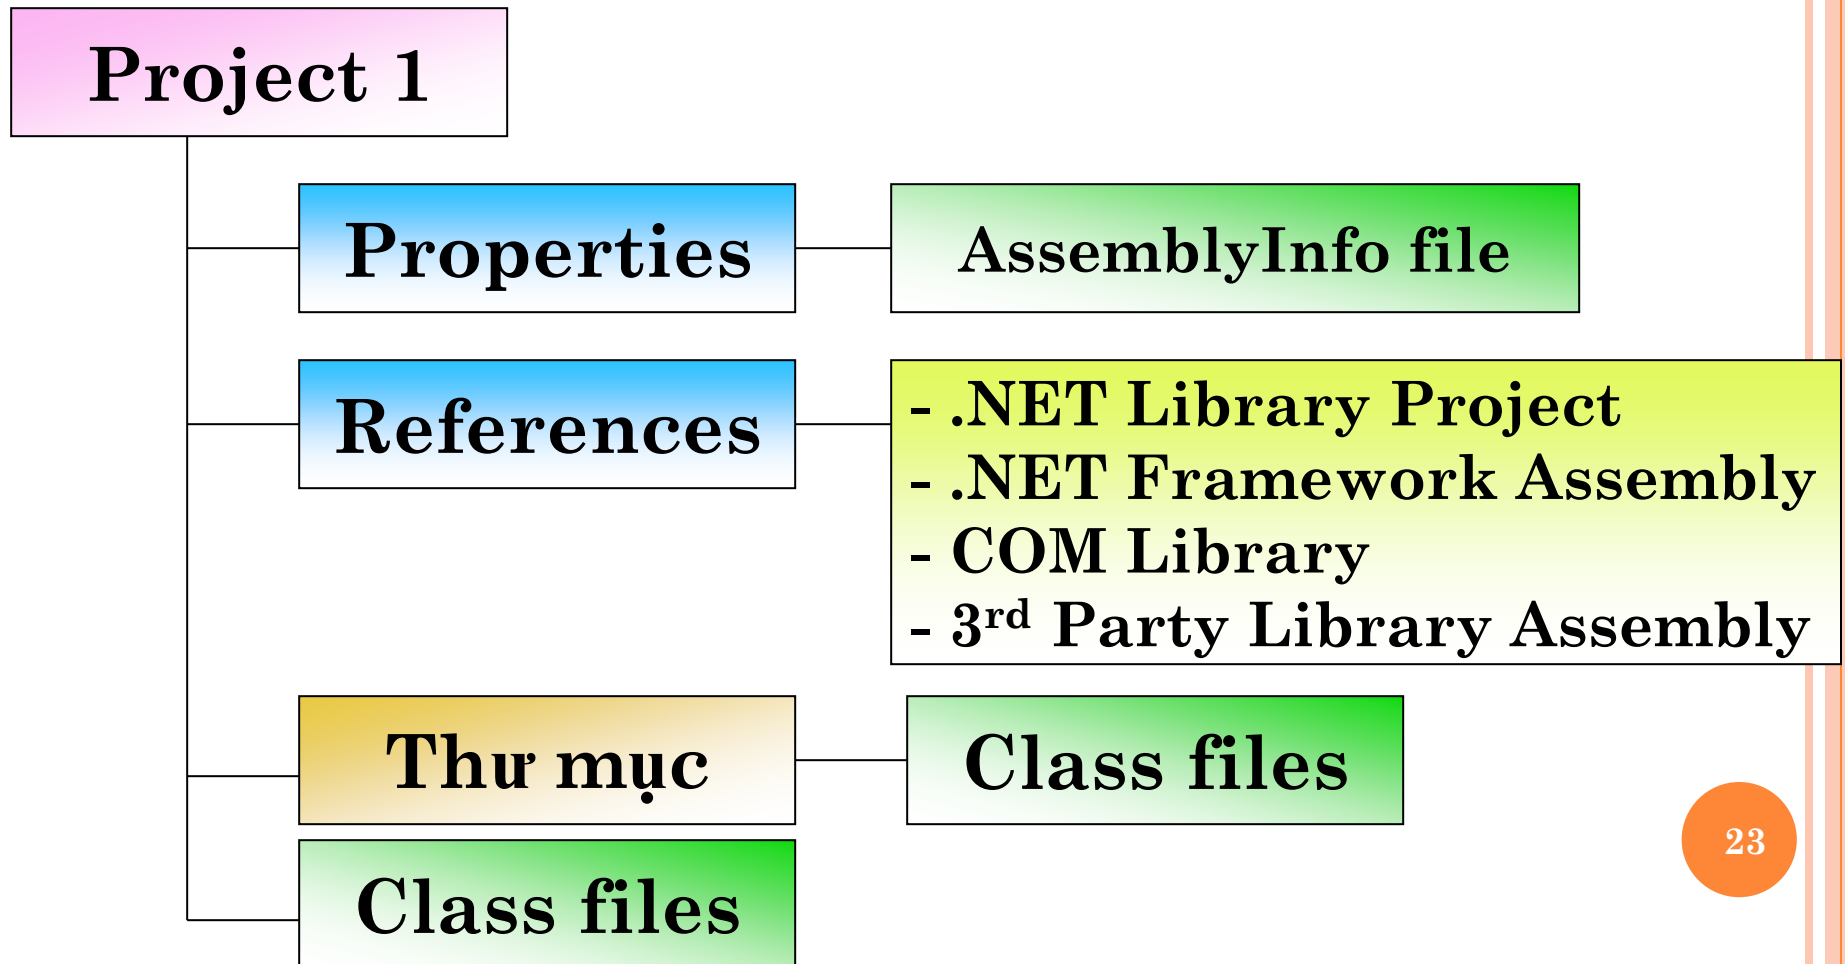 Project 1
Properties
AssemblyInfo file
References
- .NET Library Project
- .NET Framework Assembly
- COM Library
- 3rd Party Library Assembly
Thư mục
Class files
Class files
23